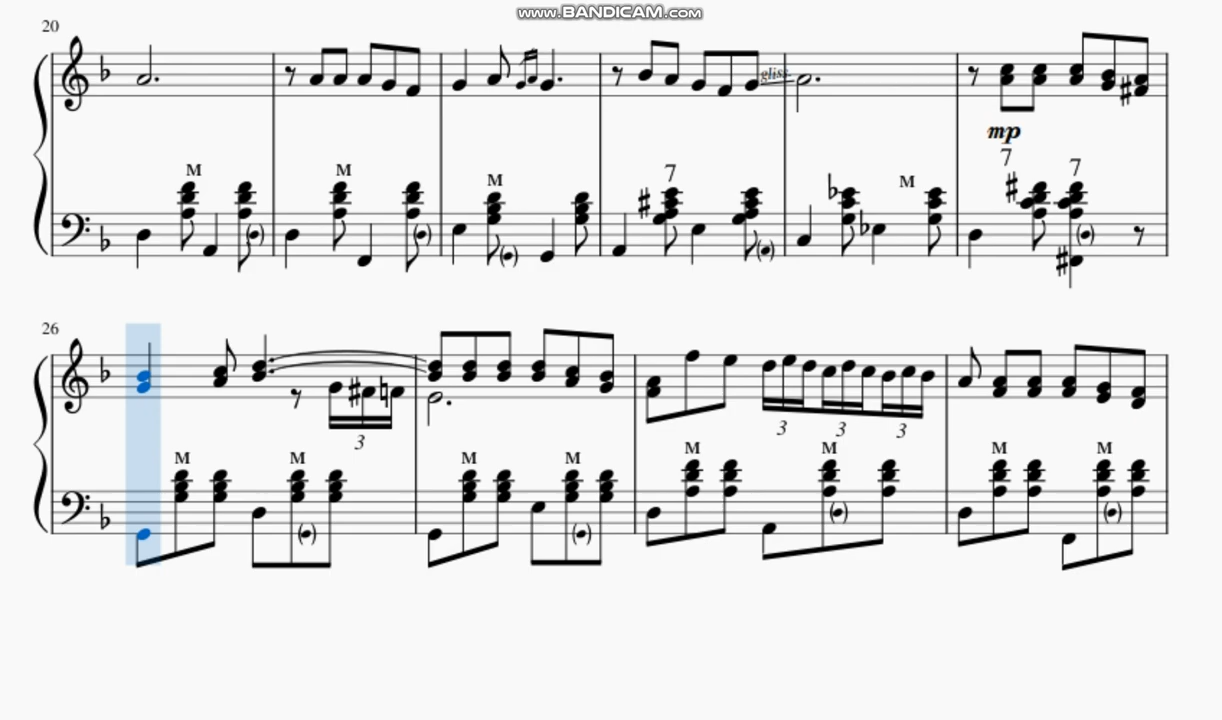 www.BANDICAM.com
20
gliss.
mp
M M M 7 M 7 7
26
3
3 3 3
M M M M M M M M